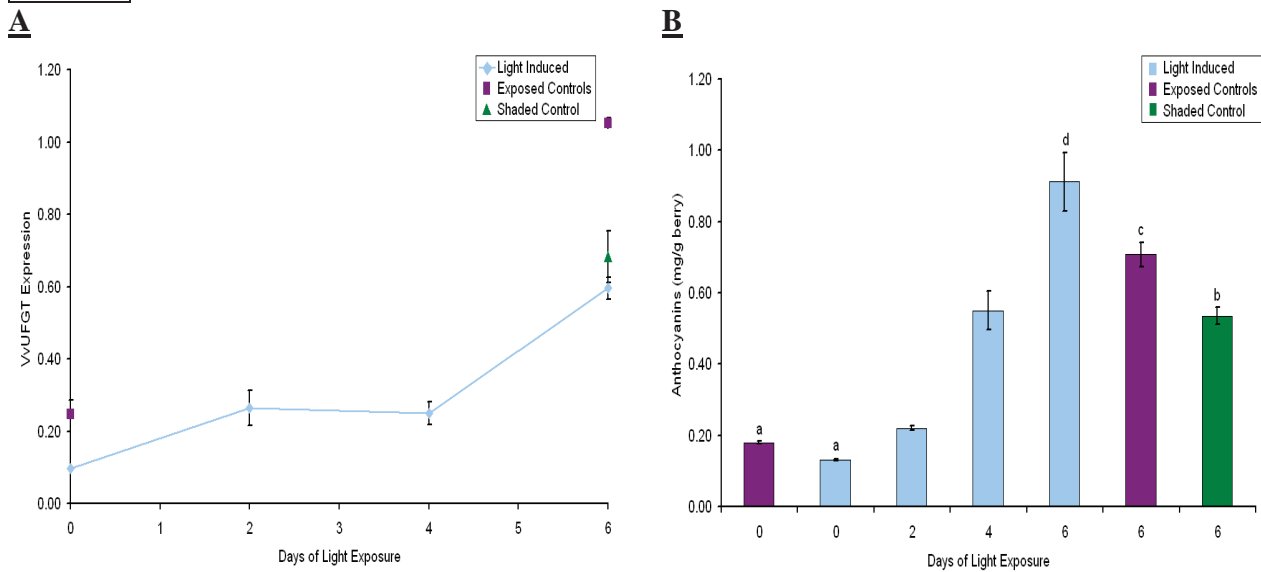 A
1.20
1.00
0.80
0.60
0.40
0.20
0.00
VvUFGT Expression
0 1 2 3 4 5 6
Days of Light Exposure
Light Induced
Exposed Controls
Shaded Control
B
1.20
1.00
0.80
0.60
0.40
0.20
0.00
Anthocyanins (mg/g berry)
a
a
d
c
b
0 0 2 4 6 6 6
Days of Light Exposure
Light Induced
Exposed Controls
Shaded Control